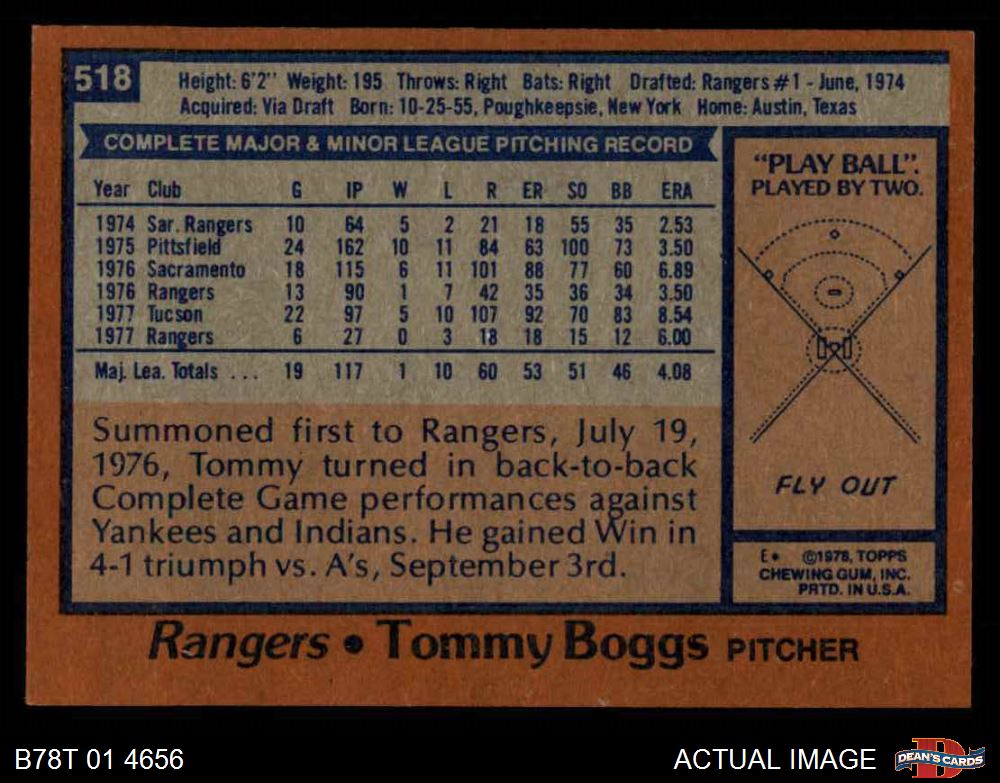 518
Height: 6'2" Weight: 195 Throws: Right Bats: Right Drafted: Rangers #1 - June, 1974
Acquired: Via Draft Born: 10-25-55, Poughkeepsie, New York Home: Austin, Texas
COMPLETE MAJOR & MINOR LEAGUE PITCHING RECORD
Year Club G IP W L R ER SO BB ERA
1974 Sar. Rangers 10 64 5 2 21 18 55 35 2.53
1975 Pittsfield 24 162 10 11 84 63 100 73 3.50
1976 Sacramento 18 115 6 11 101 88 77 60 6.89
1976 Rangers 13 90 1 7 42 35 36 34 3.50
1977 Tucson 22 97 5 10 107 92 70 83 8.54
1977 Rangers 6 27 0 3 18 18 15 12 6.00
Maj. Lea. Totals ... 19 117 1 10 60 53 51 46 4.08
Summoned first to Rangers, July 19,
1976, Tommy turned in back-to-back
Complete Game performances against
Yankees and Indians. He gained Win in
4-1 triumph vs. A's, September 3rd.
"PLAY BALL".
PLAYED BY TWO.
FLY OUT
E* ©1978, TOPPS
CHEWING GUM, INC.
PRTD. IN U.S.A.
Rangers • Tommy Boggs PITCHER
B78T 01 4656
ACTUAL IMAGE
D
DEAN'S CARDS